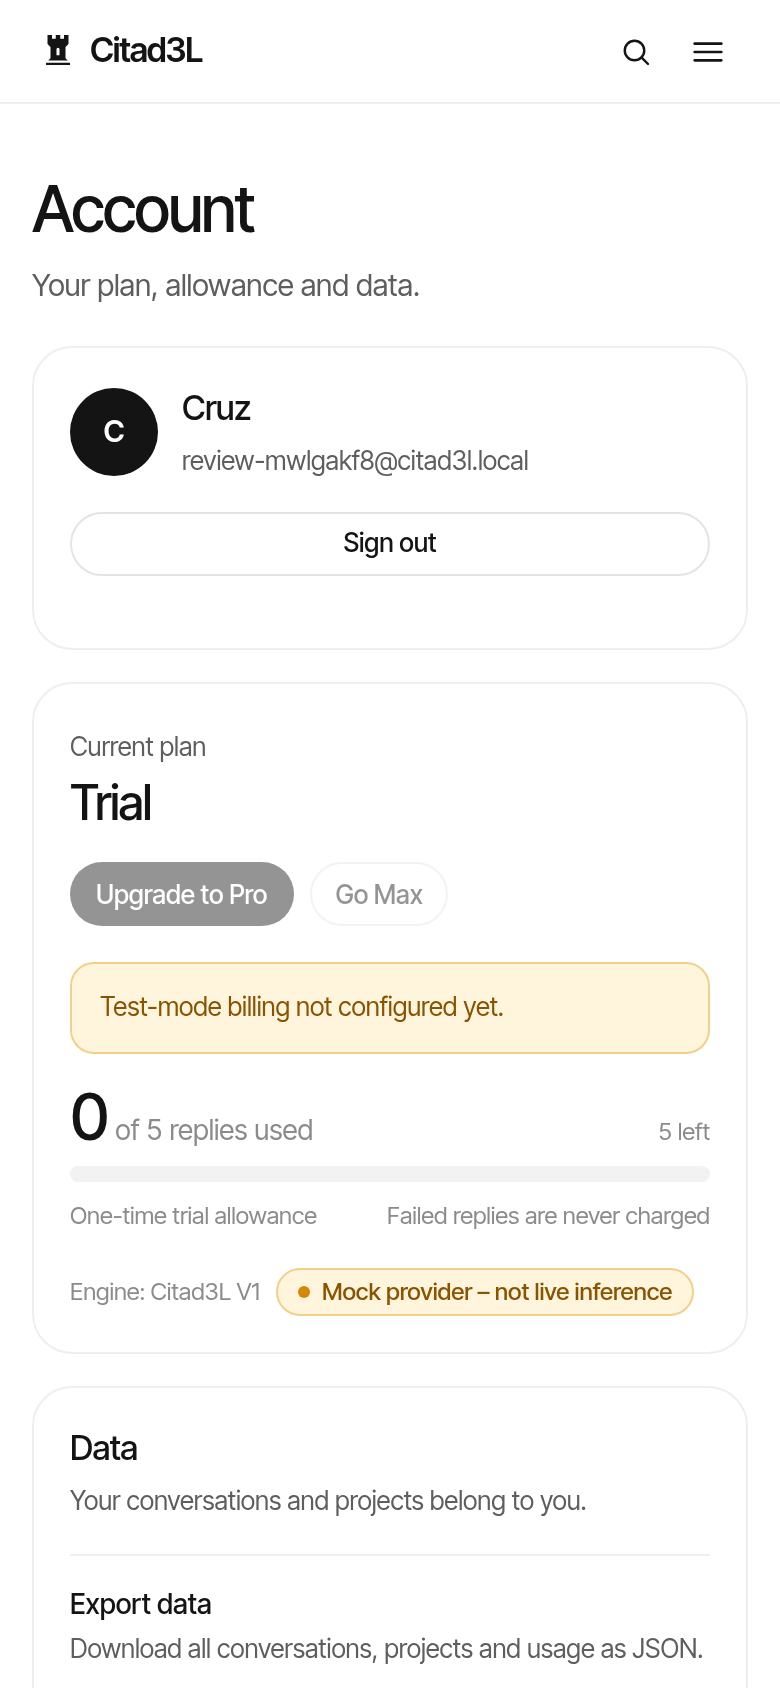 Citad3L
Account
Your plan, allowance and data.
C
Cruz
review-mwlgakf8@citad3l.local
Sign out
Current plan
Trial
Upgrade to Pro
Go Max
Test-mode billing not configured yet.
0 of 5 replies used
5 left
One-time trial allowance
Failed replies are never charged
Engine: Citad3L V1
Mock provider – not live inference
Data
Your conversations and projects belong to you.
Export data
Download all conversations, projects and usage as JSON.